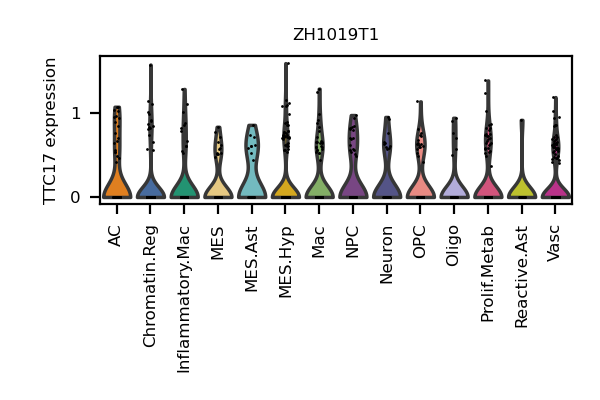 ZH1019T1
TTC17 expression
1
0
AC
Chromatin.Reg
Inflammatory.Mac
MES
MES.Ast
MES.Hyp
Mac
NPC
Neuron
OPC
Oligo
Prolif.Metab
Reactive.Ast
Vasc